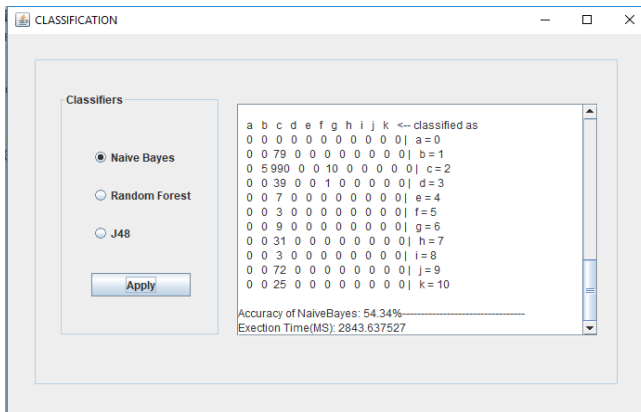 CLASSIFICATION
Classifiers
Naive Bayes
Random Forest
J48
Apply
a b c d e f g h i j k <-- classified as
0 0 0 0 0 0 0 0 0 0 0 | a = 0
0 0 79 0 0 0 0 0 0 0 0 | b = 1
0 5 990 0 0 10 0 0 0 0 0 | c = 2
0 0 39 0 0 1 0 0 0 0 0 | d = 3
0 0 7 0 0 0 0 0 0 0 0 | e = 4
0 0 3 0 0 0 0 0 0 0 0 | f = 5
0 0 9 0 0 0 0 0 0 0 0 | g = 6
0 0 31 0 0 0 0 0 0 0 0 | h = 7
0 0 3 0 0 0 0 0 0 0 0 | i = 8
0 0 72 0 0 0 0 0 0 0 0 | j = 9
0 0 25 0 0 0 0 0 0 0 0 | k = 10
Accuracy of NaiveBayes: 54.34%---------------------------------
Exection Time(MS): 2843.637527